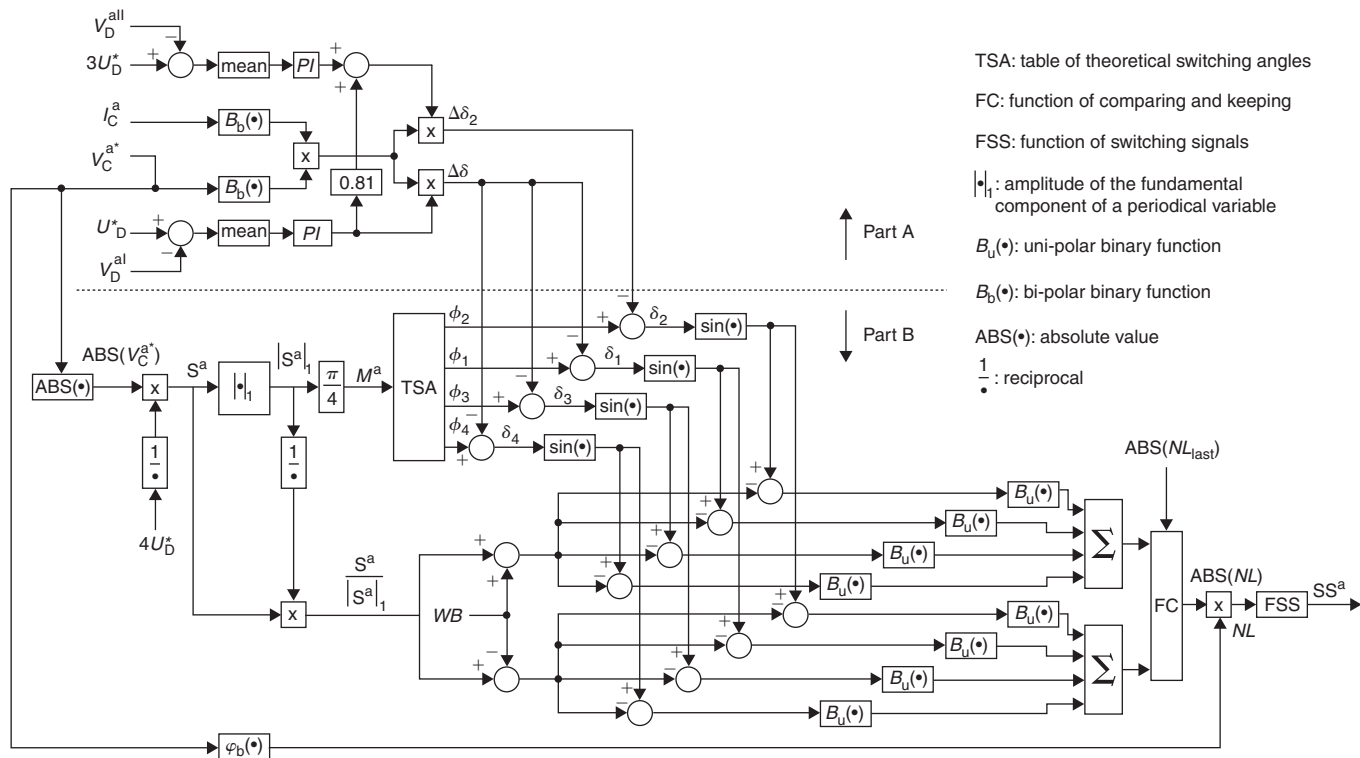 V_D^all
3U_D^*
−
+
mean
PI
+
+
I_C^a
B_b(•)
V_C^a*
B_b(•)
x
0.81
x
Δδ_2
x
Δδ
U_D^*
+
−
mean
PI
V_D^al
Part A
Part B
TSA: table of theoretical switching angles
FC: function of comparing and keeping
FSS: function of switching signals
|•|_1: amplitude of the fundamental
component of a periodical variable
B_u(•): uni-polar binary function
B_b(•): bi-polar binary function
ABS(•): absolute value
1/•: reciprocal
ABS(•)
ABS(V_C^a*)
x
S^a
|•|_1
|S^a|_1
π/4
M^a
TSA
1/•
4U_D^*
1/•
ϕ_2
+
−
δ_2
sin(•)
ϕ_1
+
−
δ_1
sin(•)
ϕ_3
+
−
δ_3
sin(•)
ϕ_4
+
−
δ_4
sin(•)
x
S^a/|S^a|_1
WB
+
+
−
+
+
−
B_u(•)
+
−
B_u(•)
+
−
B_u(•)
+
−
B_u(•)
Σ
+
−
B_u(•)
+
−
B_u(•)
+
−
B_u(•)
+
−
B_u(•)
Σ
ABS(NL_last)
FC
ABS(NL)
x
NL
FSS
SS^a
φ_b(•)